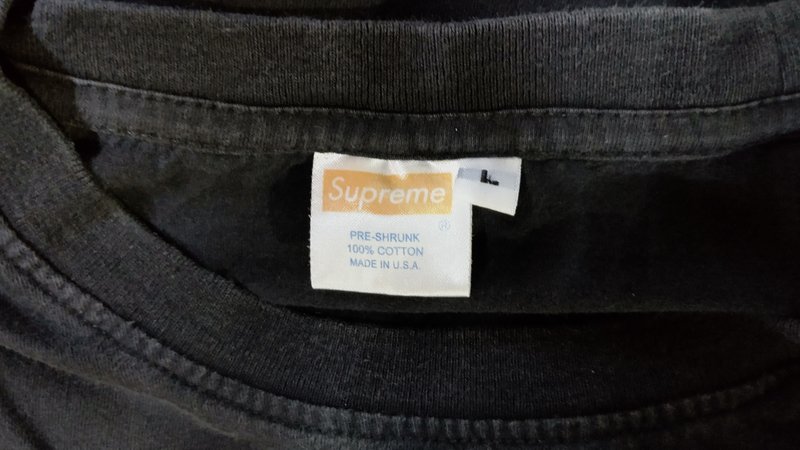 Supreme
L
®
PRE-SHRUNK
100% COTTON
MADE IN U.S.A.